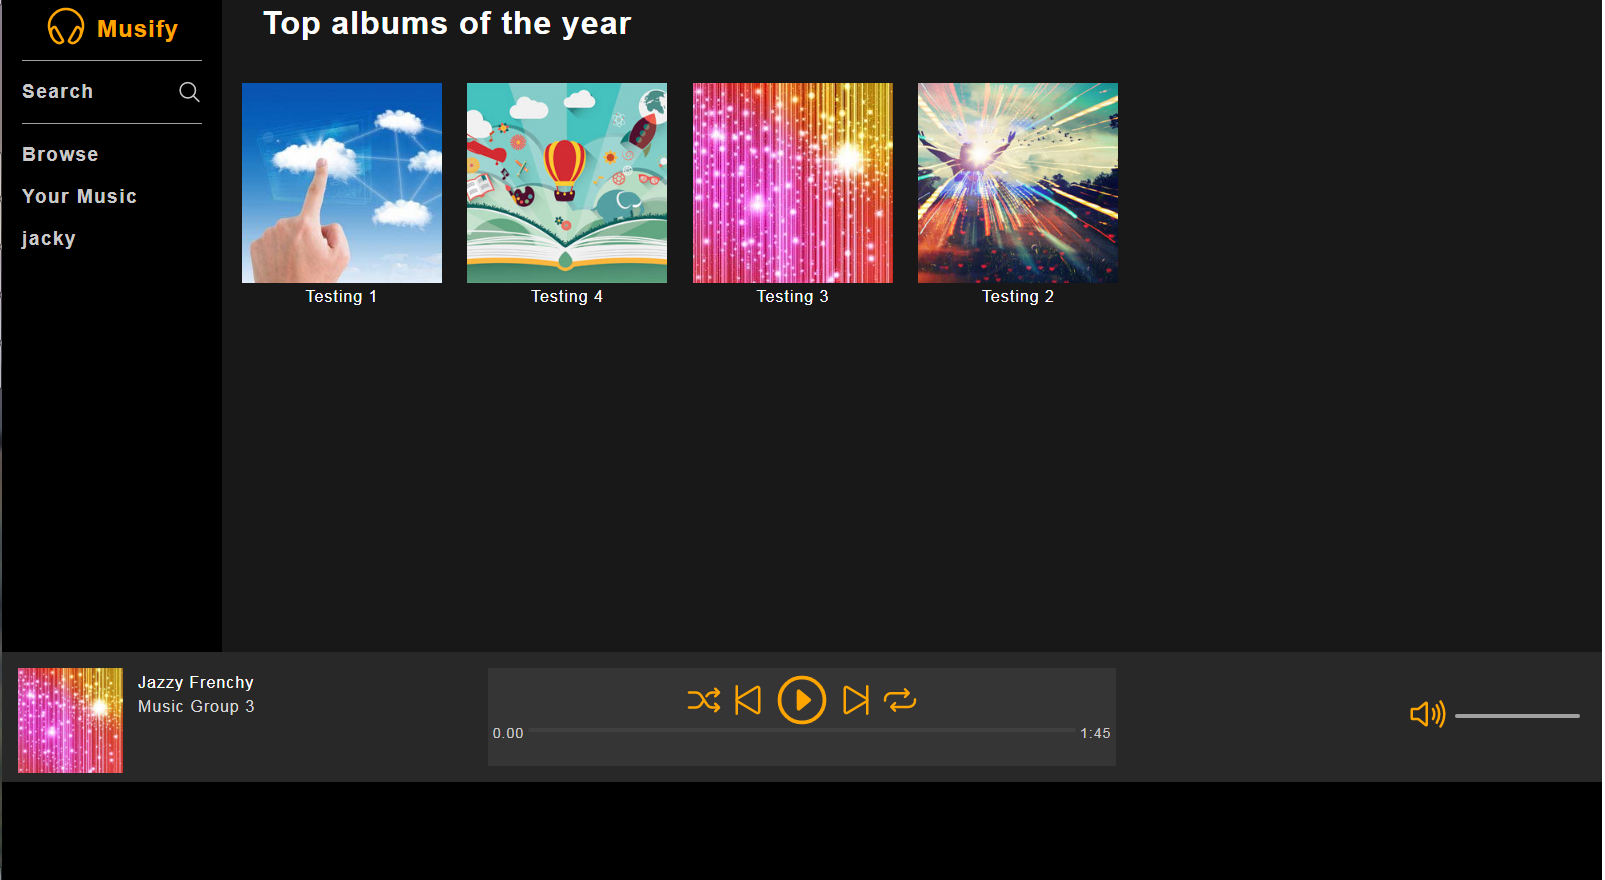 Musify
Search
Browse
Your Music
jacky
Top albums of the year
Testing 1
Testing 4
Testing 3
Testing 2
Jazzy Frenchy
Music Group 3
0.00
1:45